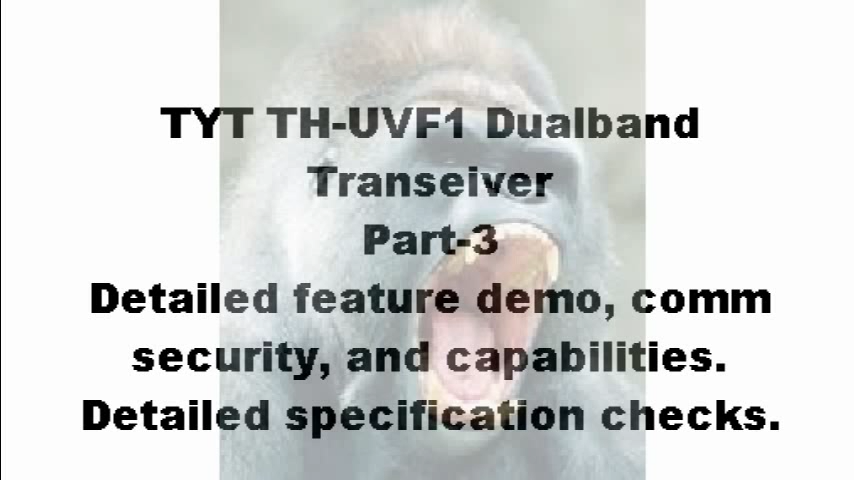 TYT TH-UVF1 Dualband
Transeiver
Part-3
Detailed feature demo, comm
security, and capabilities.
Detailed specification checks.